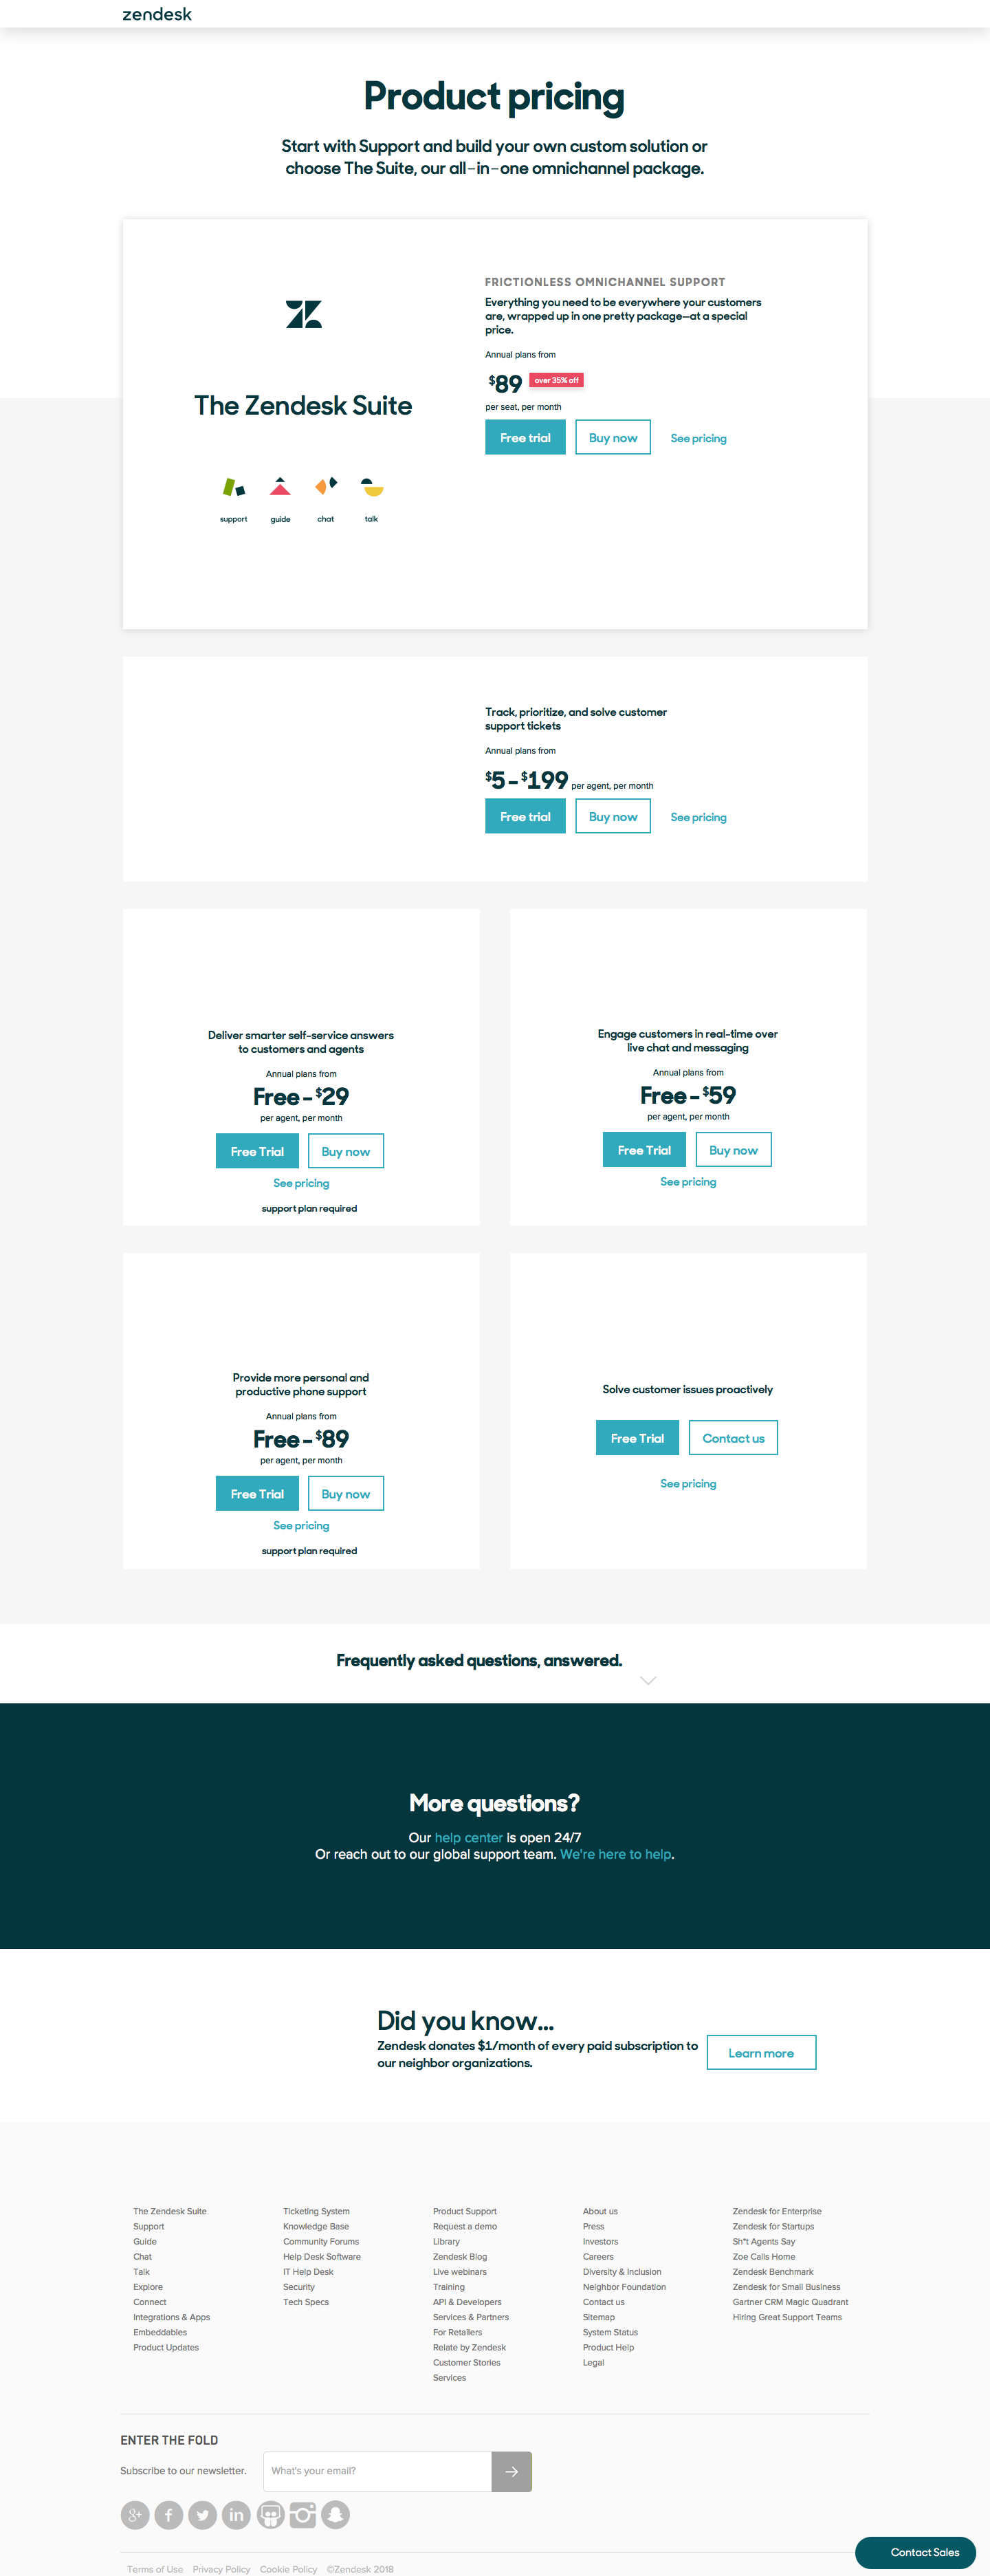 zendesk
Product pricing
Start with Support and build your own custom solution or
choose The Suite, our all-in-one omnichannel package.
The Zendesk Suite
support guide chat talk
FRICTIONLESS OMNICHANNEL SUPPORT
Everything you need to be everywhere your customers
are, wrapped up in one pretty package—at a special
price.
Annual plans from
$89 over 35% off
per seat, per month
Free trial Buy now See pricing
Track, prioritize, and solve customer
support tickets
Annual plans from
$5 - $199 per agent, per month
Free trial Buy now See pricing
Deliver smarter self-service answers
to customers and agents
Annual plans from
Free - $29
per agent, per month
Free Trial Buy now
See pricing
support plan required
Engage customers in real-time over
live chat and messaging
Annual plans from
Free - $59
per agent, per month
Free Trial Buy now
See pricing
Provide more personal and
productive phone support
Annual plans from
Free - $89
per agent, per month
Free Trial Buy now
See pricing
support plan required
Solve customer issues proactively
Free Trial Contact us
See pricing
Frequently asked questions, answered.
More questions?
Our help center is open 24/7
Or reach out to our global support team. We're here to help.
Did you know...
Zendesk donates $1/month of every paid subscription to
our neighbor organizations.
Learn more
The Zendesk Suite
Support
Guide
Chat
Talk
Explore
Connect
Integrations & Apps
Embeddables
Product Updates
Ticketing System
Knowledge Base
Community Forums
Help Desk Software
IT Help Desk
Security
Tech Specs
Product Support
Request a demo
Library
Zendesk Blog
Live webinars
Training
API & Developers
Services & Partners
For Retailers
Relate by Zendesk
Customer Stories
Services
About us
Press
Investors
Careers
Diversity & Inclusion
Neighbor Foundation
Contact us
Sitemap
System Status
Product Help
Legal
Zendesk for Enterprise
Zendesk for Startups
Sh*t Agents Say
Zoe Calls Home
Zendesk Benchmark
Zendesk for Small Business
Gartner CRM Magic Quadrant
Hiring Great Support Teams
ENTER THE FOLD
Subscribe to our newsletter. What's your email?
Contact Sales
Terms of Use Privacy Policy Cookie Policy ©Zendesk 2018